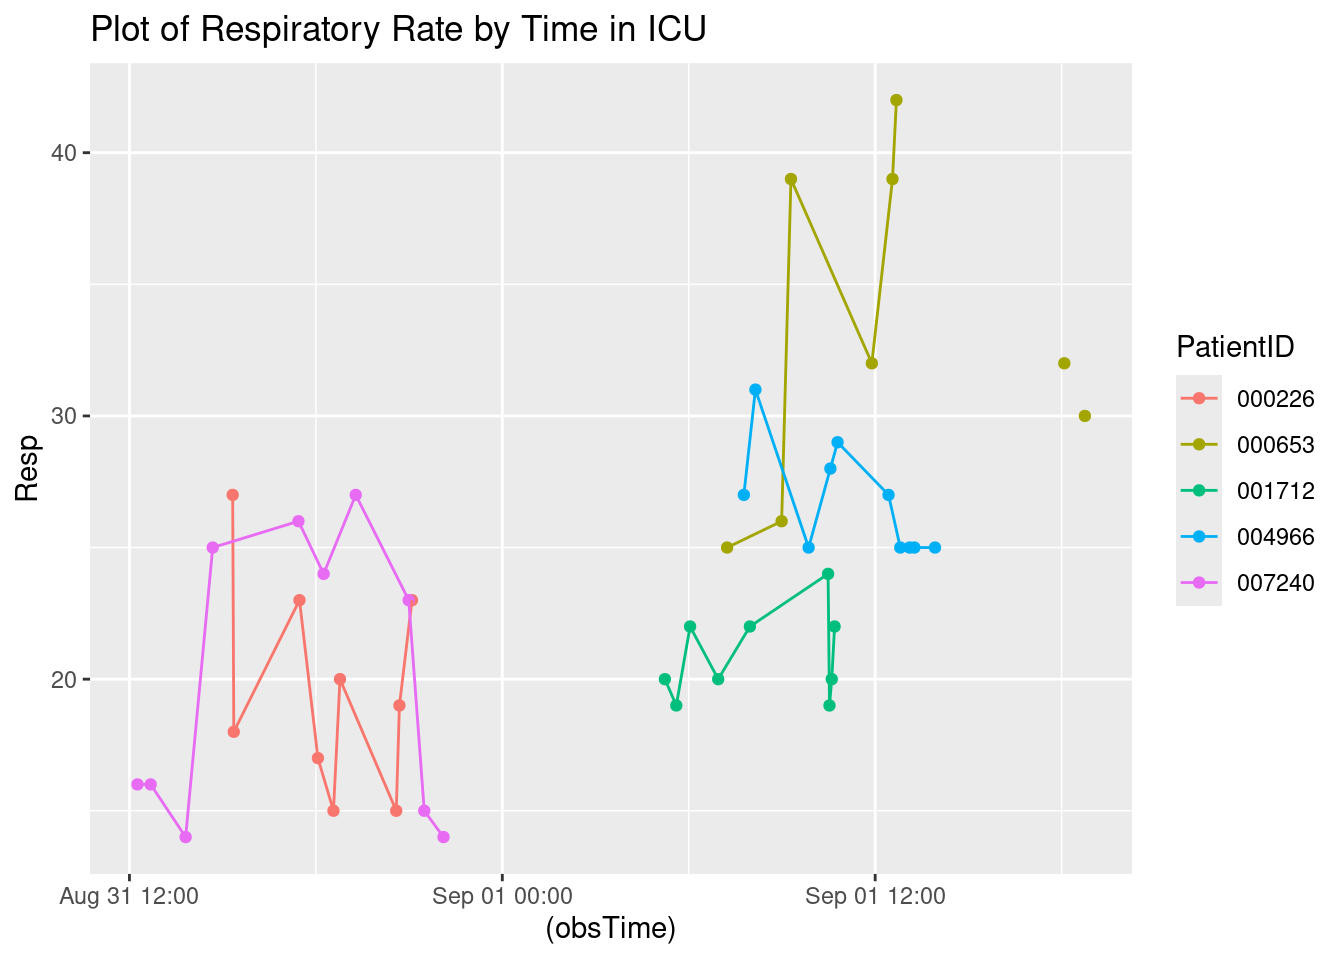 Plot of Respiratory Rate by Time in ICU
40
30
20
Resp
Aug 31 12:00
Sep 01 00:00
Sep 01 12:00
(obsTime)
PatientID
000226
000653
001712
004966
007240